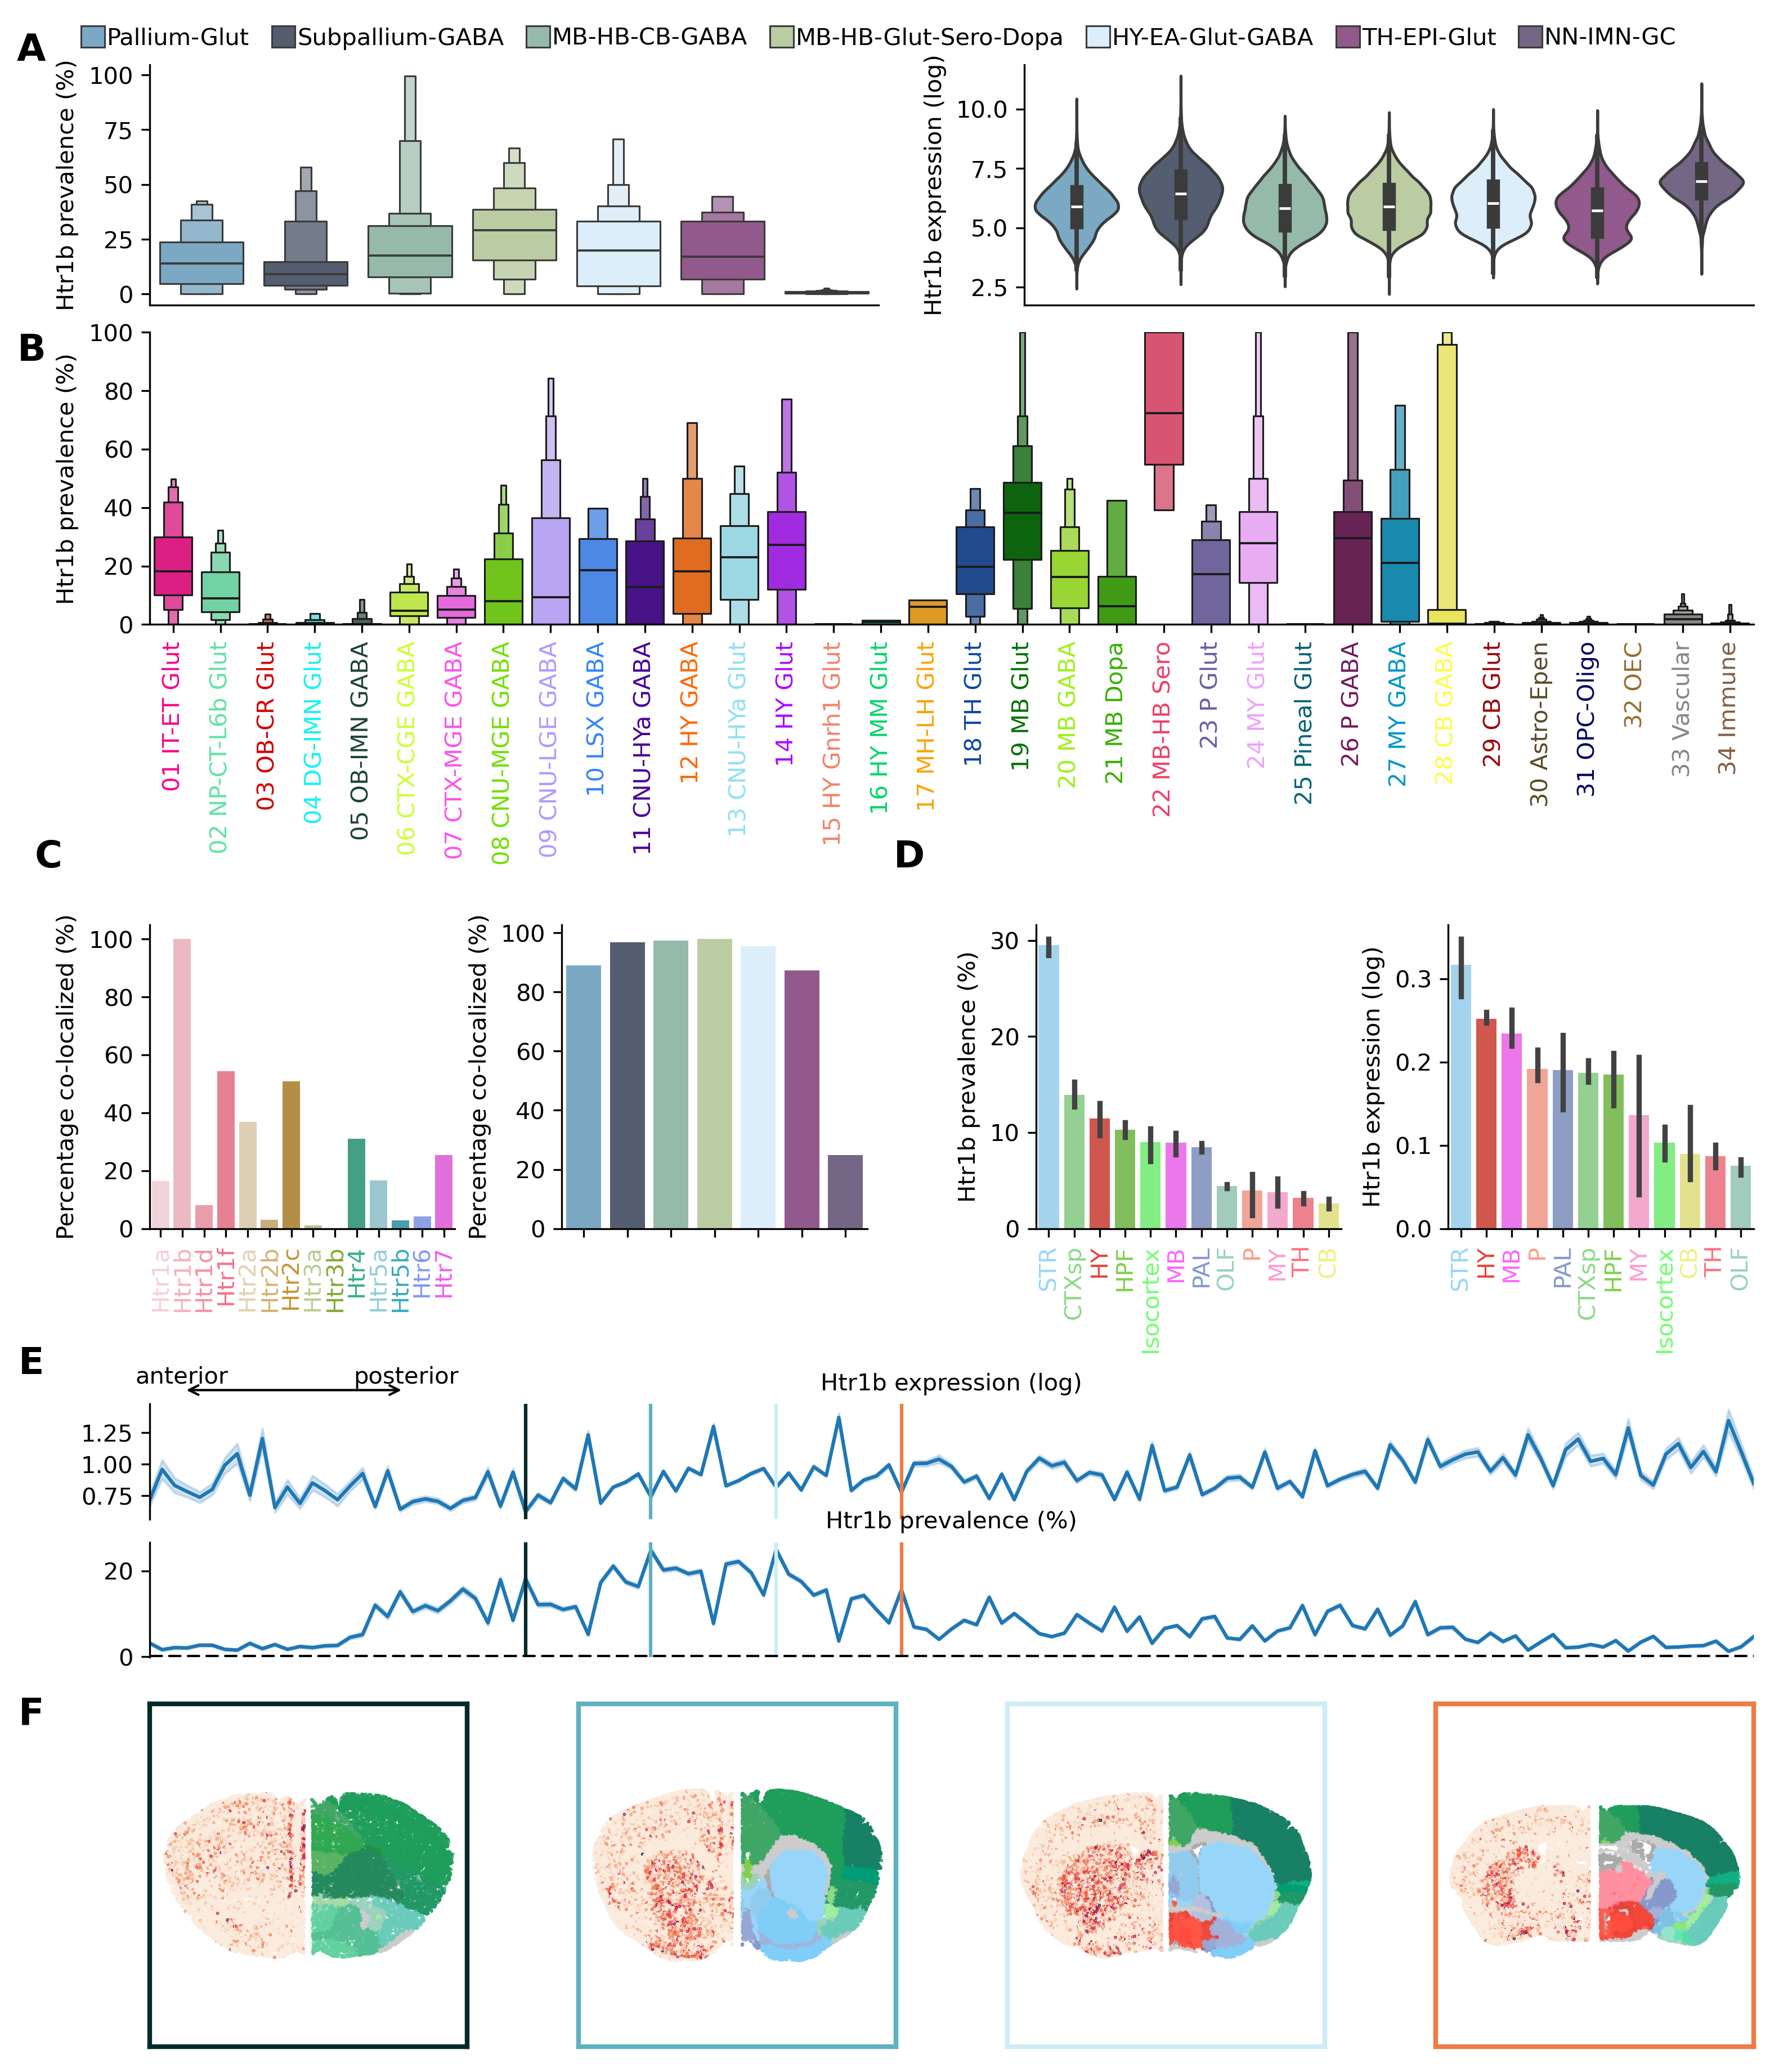 A
Pallium-Glut Subpallium-GABA MB-HB-CB-GABA MB-HB-Glut-Sero-Dopa HY-EA-Glut-GABA TH-EPI-Glut NN-IMN-GC
Htr1b prevalence (%)
100
75
50
25
0
Htr1b expression (log)
10.0
7.5
5.0
2.5
B
Htr1b prevalence (%)
100
80
60
40
20
0
01 IT-ET Glut
02 NP-CT-L6b Glut
03 OB-CR Glut
04 DG-IMN Glut
05 OB-IMN GABA
06 CTX-CGE GABA
07 CTX-MGE GABA
08 CNU-MGE GABA
09 CNU-LGE GABA
10 LSX GABA
11 CNU-HYa GABA
12 HY GABA
13 CNU-HYa Glut
14 HY Glut
15 HY Gnrh1 Glut
16 HY MM Glut
17 MH-LH Glut
18 TH Glut
19 MB Glut
20 MB GABA
21 MB Dopa
22 MB-HB Sero
23 P Glut
24 MY Glut
25 Pineal Glut
26 P GABA
27 MY GABA
28 CB GABA
29 CB Glut
30 Astro-Epen
31 OPC-Oligo
32 OEC
33 Vascular
34 Immune
C
Percentage co-localized (%)
100
80
60
40
20
0
Htr1a
Htr1b
Htr1d
Htr1f
Htr2a
Htr2b
Htr2c
Htr3a
Htr3b
Htr4
Htr5a
Htr5b
Htr6
Htr7
Percentage co-localized (%)
100
80
60
40
20
0
D
Htr1b prevalence (%)
30
20
10
0
STR
CTXsp
HY
HPF
Isocortex
MB
PAL
OLF
P
MY
TH
CB
Htr1b expression (log)
0.3
0.2
0.1
0.0
STR
HY
MB
P
PAL
CTXsp
HPF
MY
Isocortex
CB
TH
OLF
E
anterior posterior
Htr1b expression (log)
1.25
1.00
0.75
Htr1b prevalence (%)
20
0
F